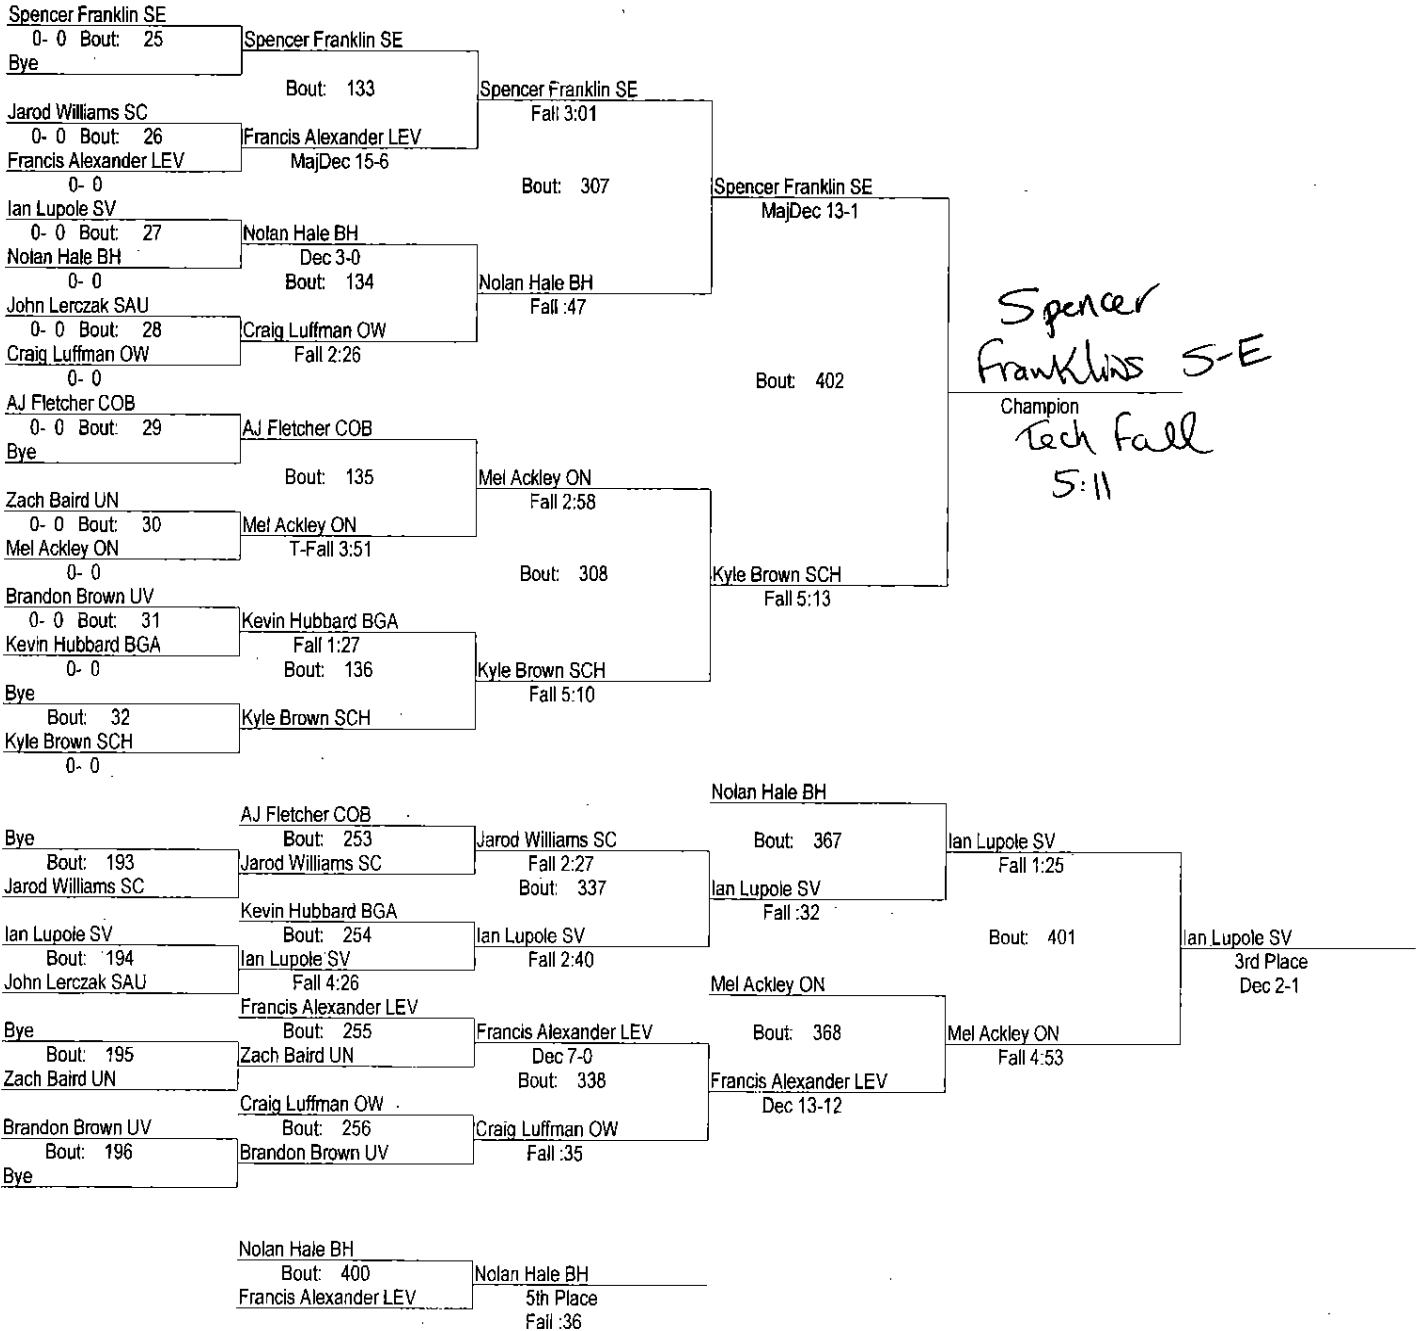 Spencer Franklin SE
0- 0 Bout: 25
Bye
Jarod Williams SC
0- 0 Bout: 26
Francis Alexander LEV
0- 0
Ian Lupole SV
0- 0 Bout: 27
Nolan Hale BH
0- 0
John Lerczak SAU
0- 0 Bout: 28
Craig Luffman OW
0- 0
AJ Fletcher COB
0- 0 Bout: 29
Bye
Zach Baird UN
0- 0 Bout: 30
Mel Ackley ON
0- 0
Brandon Brown UV
0- 0 Bout: 31
Kevin Hubbard BGA
0- 0
Bye
Bout: 32
Kyle Brown SCH
0- 0
Spencer Franklin SE
Bout: 133
Francis Alexander LEV
MajDec 15-6
Nolan Hale BH
Dec 3-0
Bout: 134
Craig Luffman OW
Fall 2:26
AJ Fletcher COB
Bout: 135
Mel Ackley ON
T-Fall 3:51
Kevin Hubbard BGA
Fall 1:27
Bout: 136
Kyle Brown SCH
Spencer Franklin SE
Fall 3:01
Bout: 307
Nolan Hale BH
Fall :47
Mel Ackley ON
Fall 2:58
Bout: 308
Kyle Brown SCH
Fall 5:10
Spencer Franklin SE
MajDec 13-1
Bout: 402
Kyle Brown SCH
Fall 5:13
Spencer
Franklins S-E
Champion
Tech Fall
5:11
Bye
Bout: 193
Jarod Williams SC
Ian Lupole SV
Bout: 194
John Lerczak SAU
Bye
Bout: 195
Zach Baird UN
Brandon Brown UV
Bout: 196
Bye
AJ Fletcher COB
Bout: 253
Jarod Williams SC
Kevin Hubbard BGA
Bout: 254
Ian Lupole SV
Fall 4:26
Francis Alexander LEV
Bout: 255
Zach Baird UN
Craig Luffman OW
Bout: 256
Brandon Brown UV
Jarod Williams SC
Fall 2:27
Bout: 337
Ian Lupole SV
Fall 2:40
Francis Alexander LEV
Dec 7-0
Bout: 338
Craig Luffman OW
Fall :35
Nolan Hale BH
Bout: 367
Ian Lupole SV
Fall :32
Mel Ackley ON
Bout: 368
Francis Alexander LEV
Dec 13-12
Ian Lupole SV
Fall 1:25
Bout: 401
Mel Ackley ON
Fall 4:53
Ian Lupole SV
3rd Place
Dec 2-1
Nolan Hale BH
Bout: 400
Francis Alexander LEV
Nolan Hale BH
5th Place
Fall :36